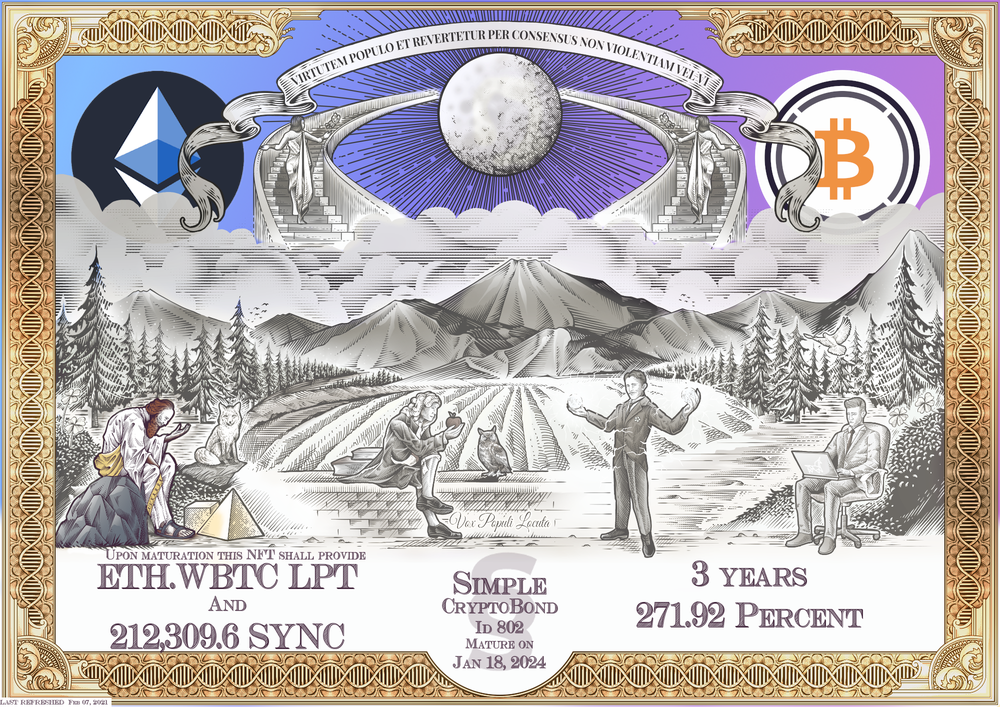 VIRTUTEM POPULO ET REVERTETUR PER CONSENSUS NON VIOLENTIAM VEL VI
Vox Populi Locuta
Upon maturation this NFT shall provide
ETH.WBTC LPT
And
212,309.6 SYNC
Simple
CryptoBond
Id 802
Mature on
Jan 18, 2024
3 years
271.92 Percent
Last Refreshed Feb 07, 2021